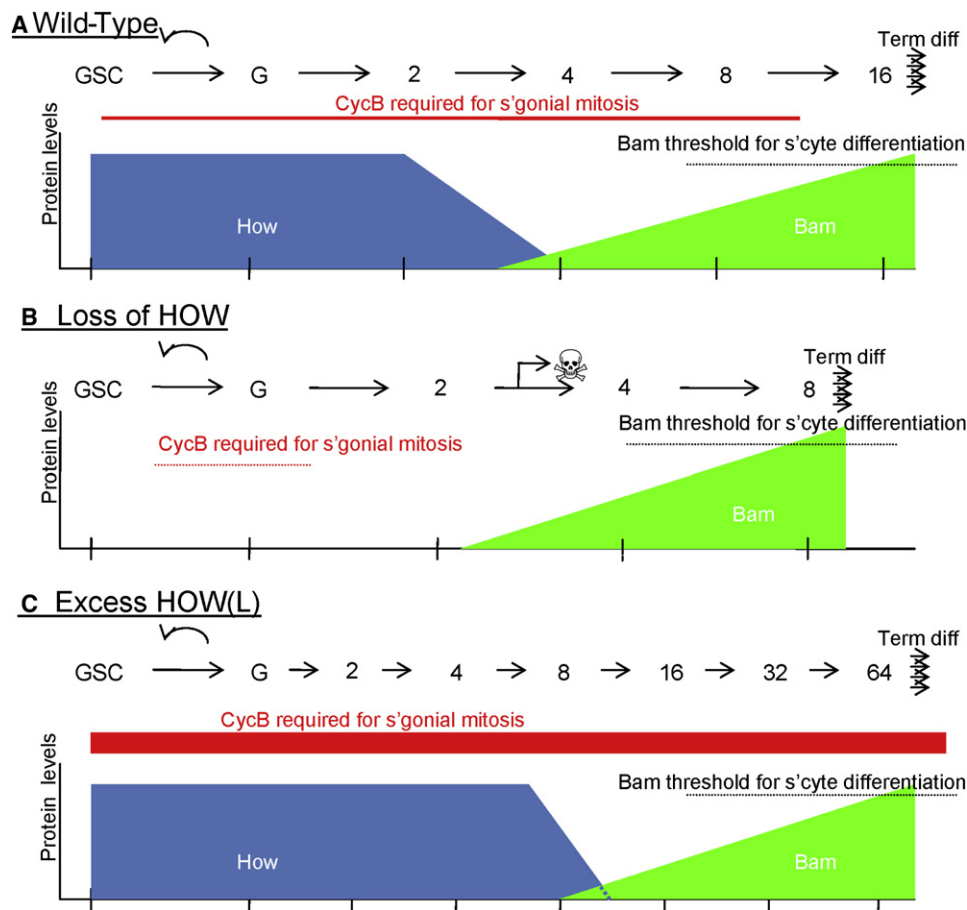 A Wild-Type
Term diff
GSC G 2 4 8 16
CycB required for s'gonial mitosis
Bam threshold for s'cyte differentiation
Protein levels
How
Bam
B Loss of HOW
Term diff
GSC G 2 4 8
Bam threshold for s'cyte differentiation
CycB required for s'gonial mitosis
Protein levels
Bam
C Excess HOW(L)
Term diff
GSC G 2 4 8 16 32 64
CycB required for s'gonial mitosis
Bam threshold for s'cyte differentiation
Protein levels
How
Bam